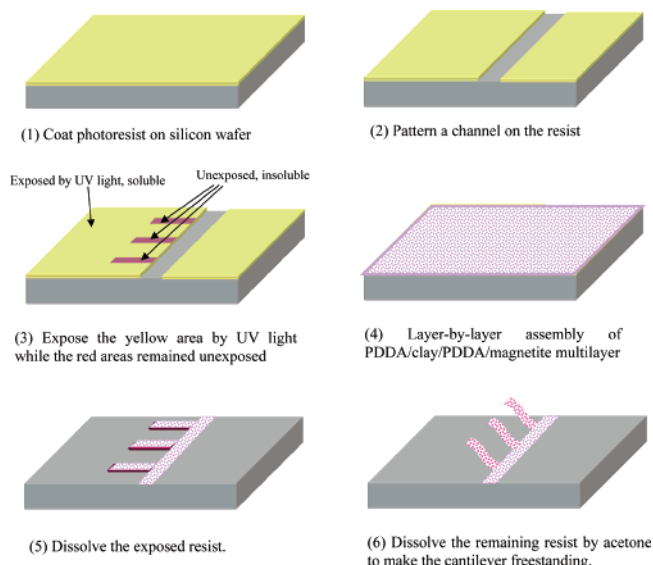 (1) Coat photoresist on silicon wafer
(2) Pattern a channel on the resist
Exposed by UV light, soluble
Unexposed, insoluble
(3) Expose the yellow area by UV light
while the red areas remained unexposed
(4) Layer-by-layer assembly of
PDDA/clay/PDDA/magnetite multilayer
(5) Dissolve the exposed resist.
(6) Dissolve the remaining resist by acetone
to make the cantilever freestanding.